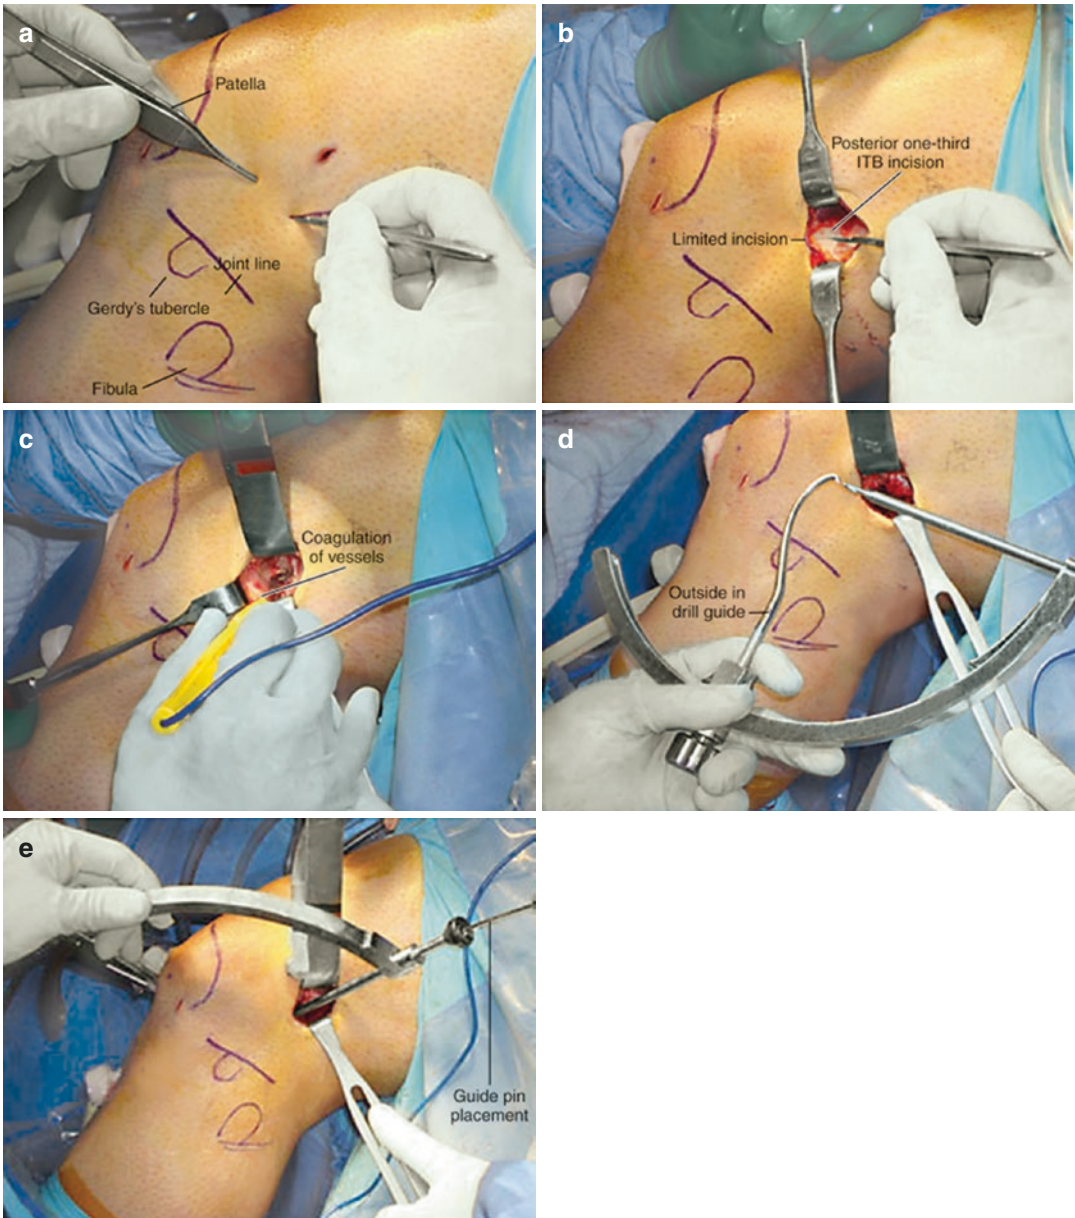 a
Patella
Joint line
Gerdy's tubercle
Fibula
b
Posterior one-third
ITB incision
Limited incision
c
Coagulation
of vessels
d
Outside in
drill guide
e
Guide pin
placement